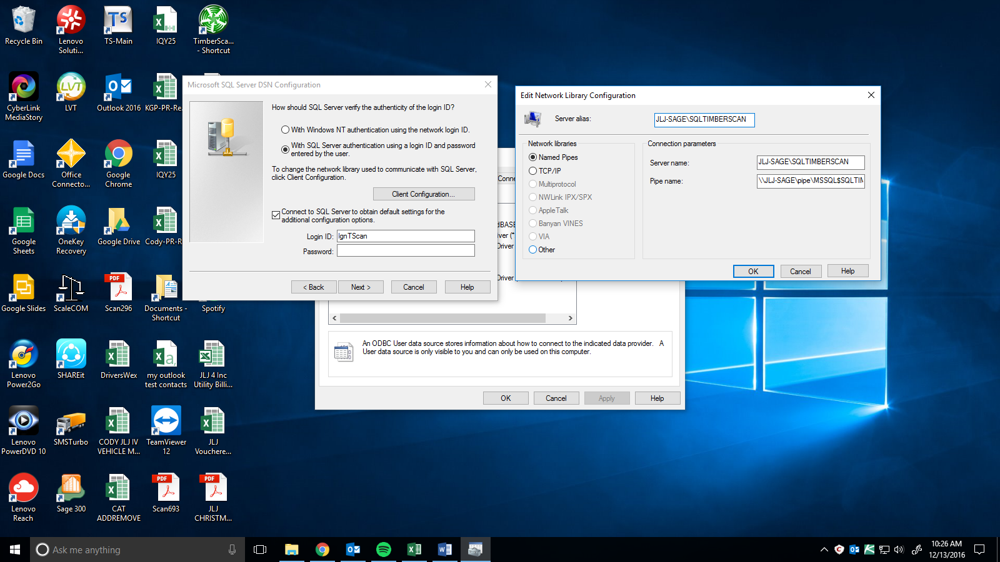 Recycle Bin
Lenovo
Soluti...
TS-Main
IQY25
TimberSca...
- Shortcut
CyberLink
MediaStory
LVT
Outlook 2016
KGP-PR-Re...
Google Docs
Office
Connecto...
Google
Chrome
IQY25
Google
Sheets
OneKey
Recovery
Google Drive
Cody-PR-R
Google Slides
ScaleCOM
Scan296
Documents -
Shortcut
Spotify
Lenovo
Power2Go
SHAREit
DriversWex
my outlook
test contacts
JLJ 4 Inc
Utility Billi...
Lenovo
PowerDVD 10
SMSTurbo
CODY JLJ IV
VEHICLE M...
TeamViewer
12
JLJ
Vouchere...
Lenovo
Reach
Sage 300
CAT
ADDREMOVE
Scan693
JLJ
CHRISTM...
TS
LVT
PDF
PDF
PDF
Microsoft SQL Server DSN Configuration
How should SQL Server verify the authenticity of the login ID?
With Windows NT authentication using the network login ID.
With SQL Server authentication using a login ID and password
entered by the user.
To change the network library used to communicate with SQL Server,
click Client Configuration.
Client Configuration...
Connect to SQL Server to obtain default settings for the
additional configuration options.
Login ID: lgnTScan
Password:
< Back
Next >
Cancel
Help
Edit Network Library Configuration
Server alias: JLJ-SAGE\SQLTIMBERSCAN
Network libraries
Named Pipes
TCP/IP
Multiprotocol
NWLink IPX/SPX
AppleTalk
Banyan VINES
VIA
Other
Connection parameters
Server name: JLJ-SAGE\SQLTIMBERSCAN
Pipe name: \\JLJ-SAGE\pipe\MSSQL$SQLTIM
OK
Cancel
Help
Conne
dBASE
iver (*
Driver
Driver
An ODBC User data source stores information about how to connect to the indicated data provider. A
User data source is only visible to you and can only be used on this computer.
OK
Cancel
Apply
Help
Ask me anything
10:26 AM
12/13/2016